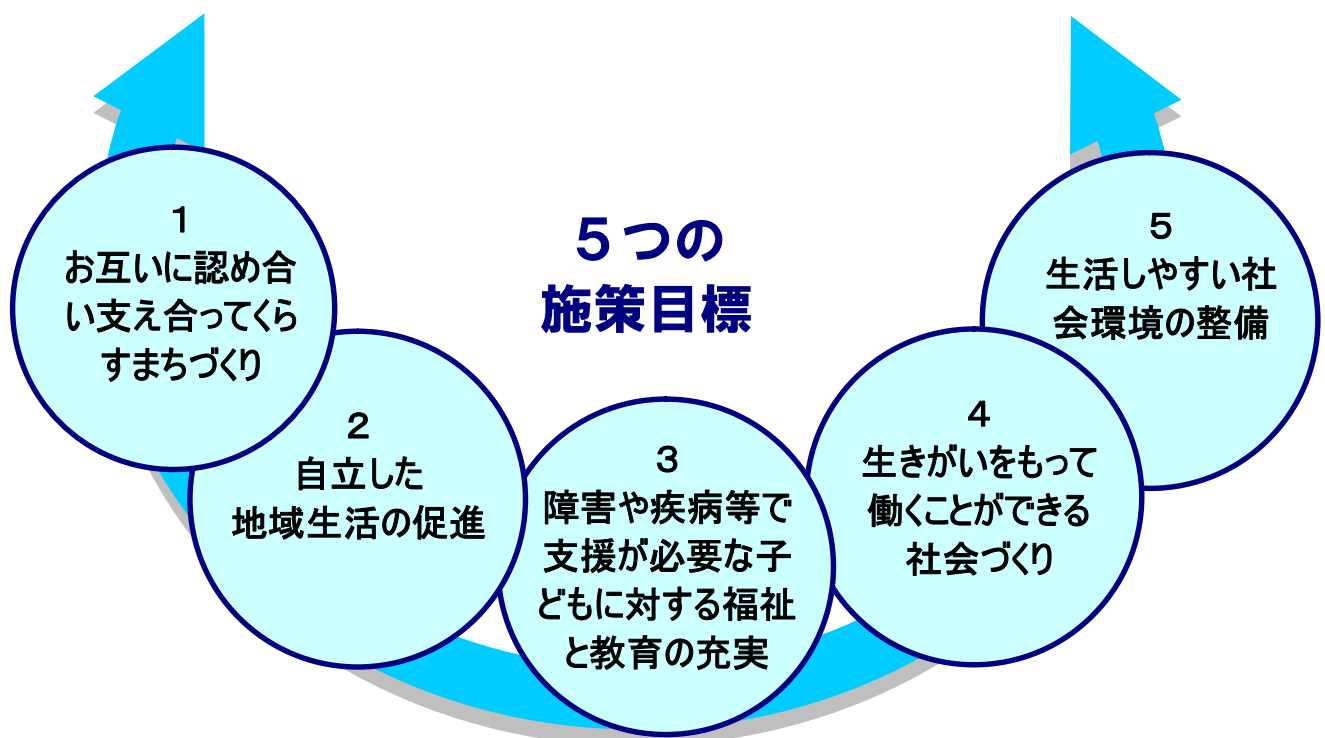 ５つの
施策目標
１
お互いに認め合
い支え合ってくら
すまちづくり
２
自立した
地域生活の促進
３
障害や疾病等で
支援が必要な子
どもに対する福祉
と教育の充実
４
生きがいをもって
働くことができる
社会づくり
５
生活しやすい社
会環境の整備